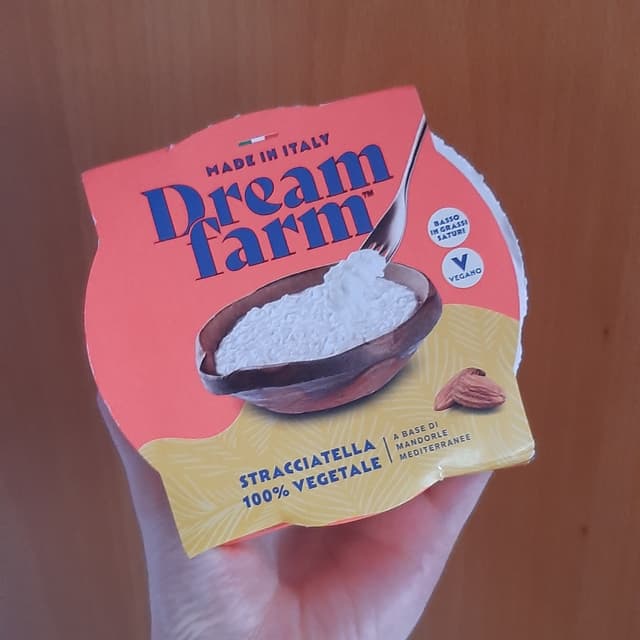 MADE IN ITALY
Dream
farm™
BASSO
IN GRASSI
SATURI
V
VEGANO
STRACCIATELLA
100% VEGETALE
A BASE DI
MANDORLE
MEDITERRANEE